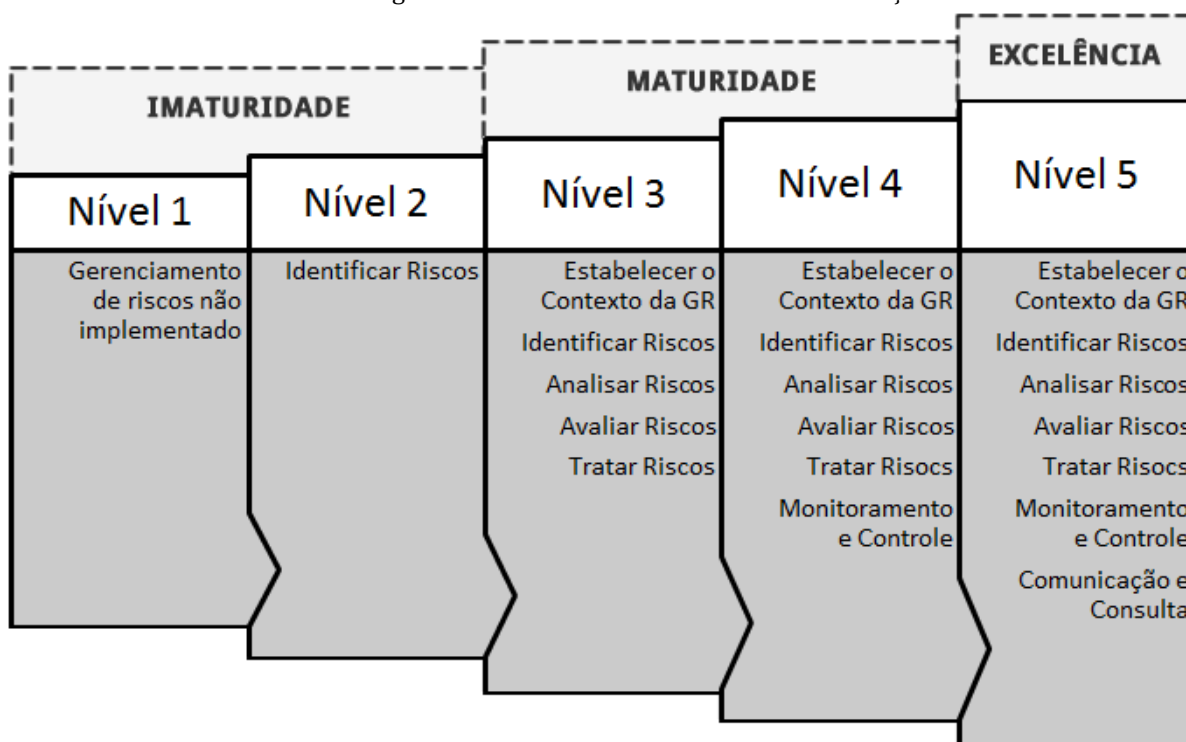 IMATURIDADE
MATURIDADE
EXCELÊNCIA
Nível 1
Nível 2
Nível 3
Nível 4
Nível 5
Gerenciamento
de riscos não
implementado
Identificar Riscos
Estabelecer o
Contexto da GR
Identificar Riscos
Analisar Riscos
Avaliar Riscos
Tratar Riscos
Estabelecer o
Contexto da GR
Identificar Riscos
Analisar Riscos
Avaliar Riscos
Tratar Risocs
Monitoramento
e Controle
Estabelecer o
Contexto da GR
Identificar Riscos
Analisar Riscos
Avaliar Riscos
Tratar Risocs
Monitoramento
e Controle
Comunicação e
Consulta